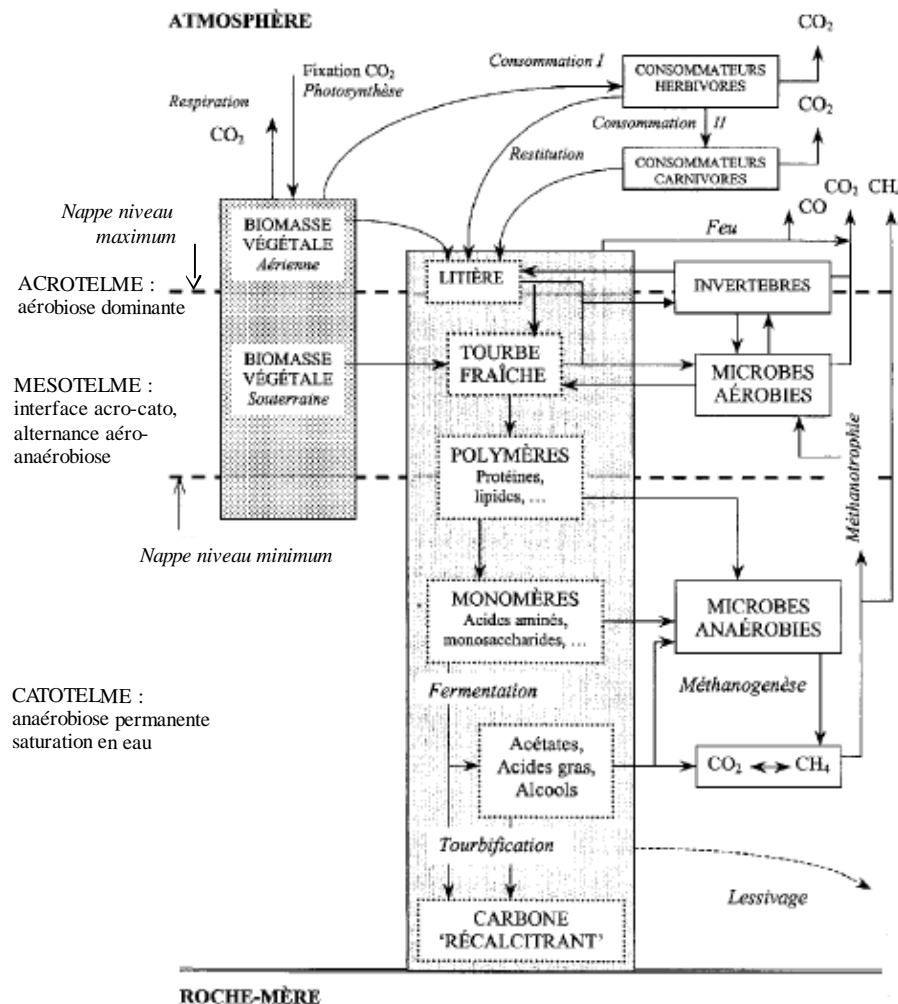 ATMOSPHÈRE
CO₂
Fixation CO₂
Photosynthèse
Consommation I
CONSOMMATEURS
HERBIVORES
Respiration
CO₂
CO₂
Consommation II
Restitution
CONSOMMATEURS
CARNIVORES
Nappe niveau
maximum
BIOMASSE
VÉGÉTALE
Aérienne
CO
CO₂
CH₄
Feu
LITIÈRE
INVERTEBRES
ACROTELME :
aérobiose dominante
BIOMASSE
VÉGÉTALE
Souterraine
TOURBE
FRAÎCHE
MICROBES
AÉROBIES
MESOTELME :
interface acro-cato,
alternance aéro-
anaérobiose
POLYMÈRES
Protéines,
lipides, ...
Méthanotrophie
Nappe niveau minimum
MONOMÈRES
Acides aminés,
monosaccharides, ...
MICROBES
ANAÉROBIES
Fermentation
Méthanogenèse
CATOTELME :
anaérobiose permanente
saturation en eau
Acétates,
Acides gras,
Alcools
CO₂
CH₄
Tourbification
Lessivage
CARBONE
'RÉCALCITRANT'
ROCHE-MÈRE